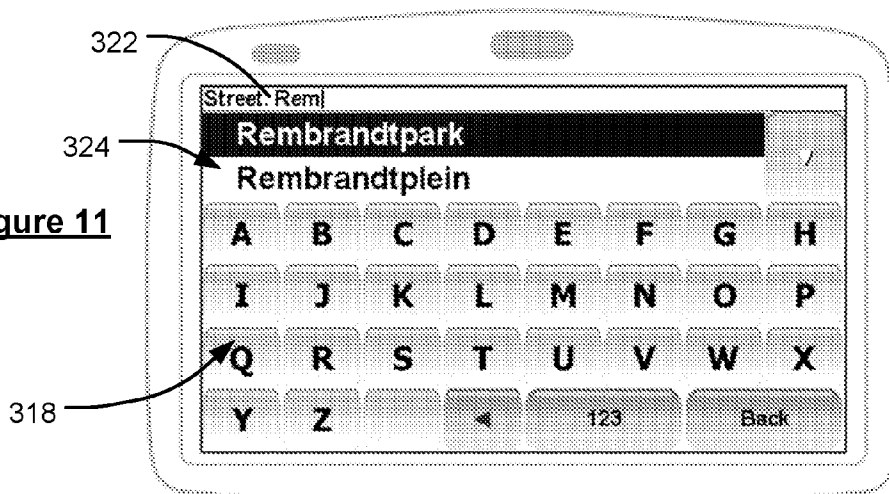 322
Street: Rem
324
Rembrandtpark
/
Rembrandtplein
gure 11
A B C D E F G H
I J K L M N O P
318
Q R S T U V W X
Y Z ◄ 123 Back